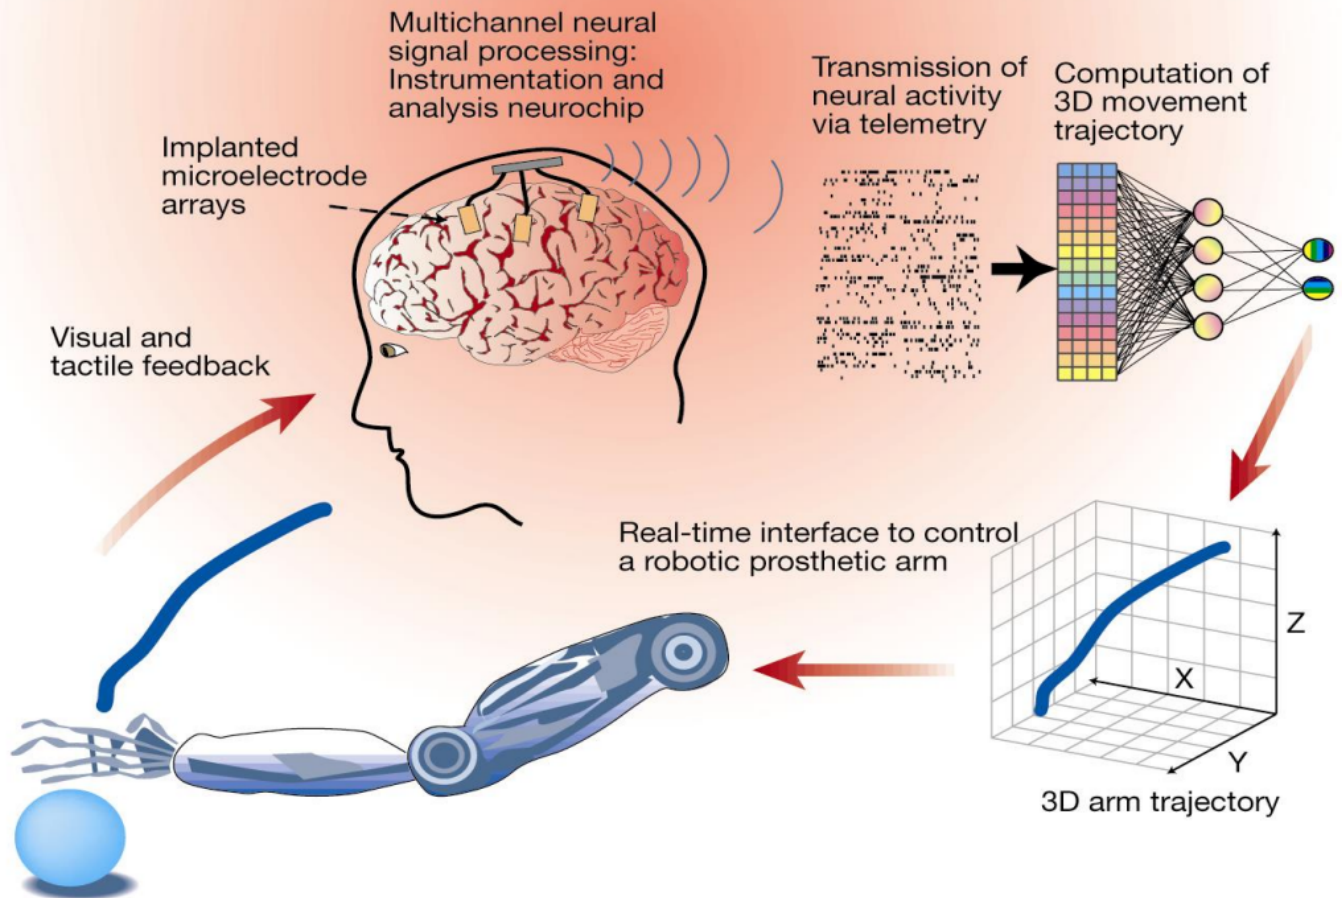 Multichannel neural
signal processing:
Instrumentation and
analysis neurochip
Implanted
microelectrode
arrays
Transmission of
neural activity
via telemetry
Computation of
3D movement
trajectory
Visual and
tactile feedback
Real-time interface to control
a robotic prosthetic arm
Z
X
Y
3D arm trajectory